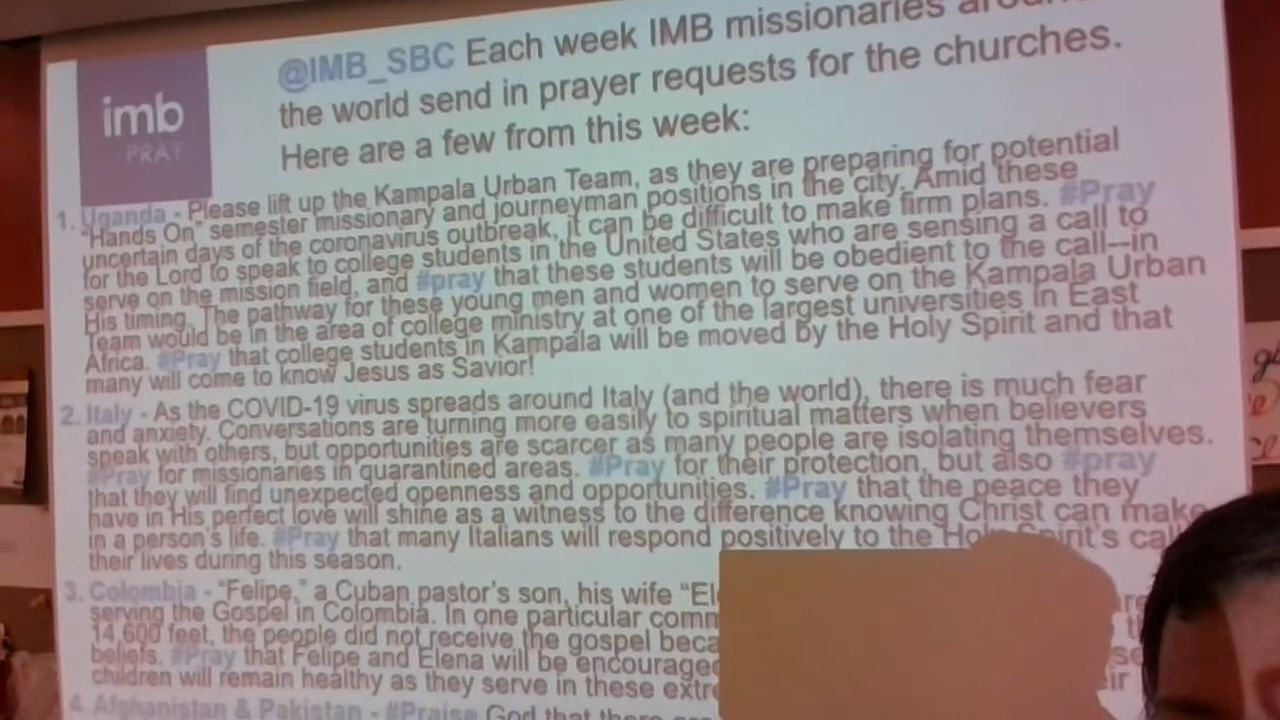 imb
PRAY
@IMB_SBC Each week IMB missionaries around
the world send in prayer requests for the churches.
Here are a few from this week:
1. Uganda - Please lift up the Kampala Urban Team, as they are preparing for potential
"Hands On" semester missionary and journeyman positions in the city. Amid these
uncertain days of the coronavirus outbreak, it can be difficult to make firm plans. #Pray
for the Lord to speak to college students in the United States who are sensing a call to
serve on the mission field, and #pray that these students will be obedient to the call—in
His timing. The pathway for these young men and women to serve on the Kampala Urban
Team would be in the area of college ministry at one of the largest universities in East
Africa. #Pray that college students in Kampala will be moved by the Holy Spirit and that
many will come to know Jesus as Savior!
2. Italy - As the COVID-19 virus spreads around Italy (and the world), there is much fear
and anxiety. Conversations are turning more easily to spiritual matters when believers
speak with others, but opportunities are scarcer as many people are isolating themselves.
#Pray for missionaries in quarantined areas. #Pray for their protection, but also #pray
that they will find unexpected openness and opportunities. #Pray that the peace they
have in His perfect love will shine as a witness to the difference knowing Christ can make
in a person's life. #Pray that many Italians will respond positively to the Holy Spirit's call
their lives during this season.
3. Colombia - "Felipe," a Cuban pastor's son, his wife "El
serving the Gospel in Colombia. In one particular comm
14,600 feet, the people did not receive the gospel beca
beliefs. #Pray that Felipe and Elena will be encouraged
children will remain healthy as they serve in these extre
4. Afghanistan & Pakistan - #Praise God that there are